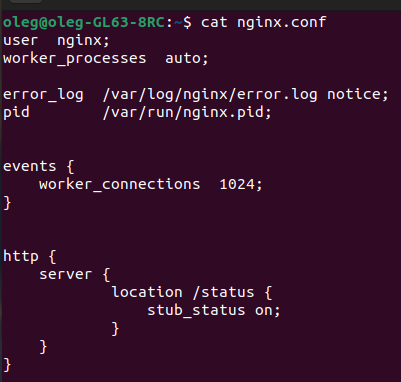 oleg@oleg-GL63-8RC:~$ cat nginx.conf
user  nginx;
worker_processes  auto;

error_log  /var/log/nginx/error.log notice;
pid        /var/run/nginx.pid;


events {
    worker_connections  1024;
}


http {
    server {
            location /status {
                stub_status on;
            }
    }
}